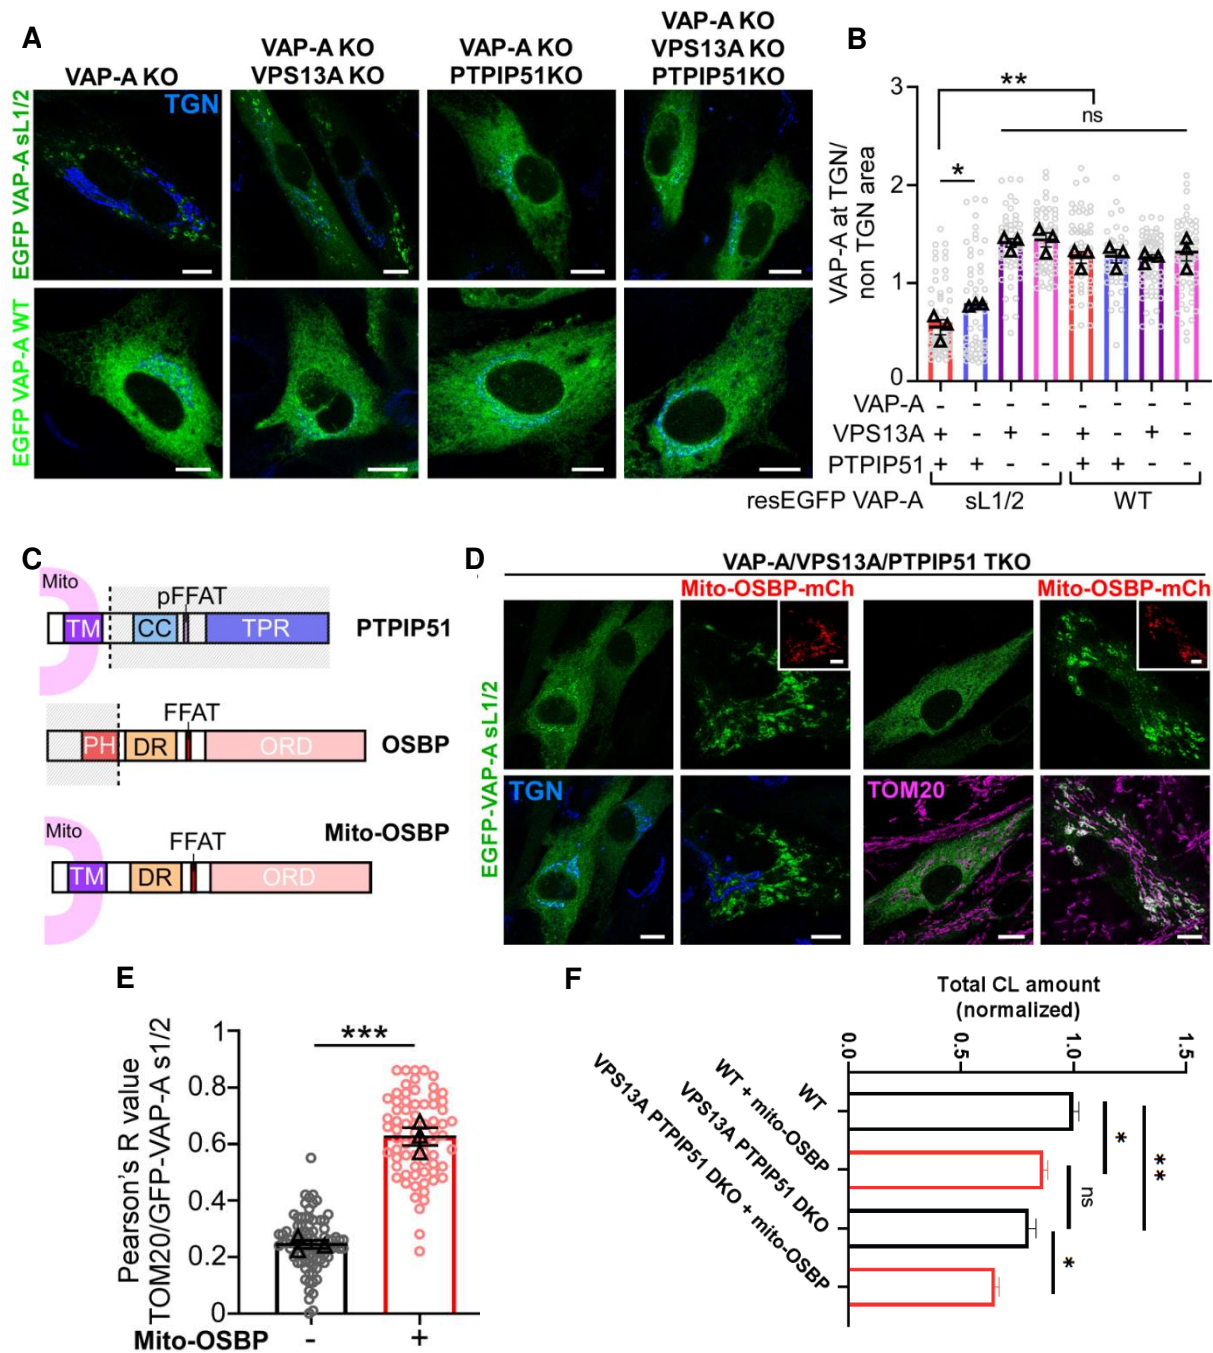 A
VAP-A KO
VAP-A KO
VPS13A KO
VAP-A KO
PTPIP51KO
VAP-A KO
VPS13A KO
PTPIP51KO
EGFP VAP-A sL1/2
TGN
EGFP VAP-A WT
B
VAP-A at TGN/
non TGN area
3
2
1
0
**
ns
*
VAP-A - - - - - - - -
VPS13A + - + - + - + -
PTPIP51 + + - - + + - -
resEGFP VAP-A sL1/2 WT
C
Mito
pFFAT
TM CC TPR PTPIP51
FFAT
PH DR ORD OSBP
Mito
FFAT
Mito-OSBP
TM DR ORD
D
VAP-A/VPS13A/PTPIP51 TKO
Mito-OSBP-mCh Mito-OSBP-mCh
EGFP-VAP-A sL1/2
TGN
TOM20
E
Pearson's R value
TOM20/GFP-VAP-A s1/2
1
0.8
0.6
0.4
0.2
0
***
Mito-OSBP - +
F
Total CL amount
(normalized)
0.0 0.5 1.0 1.5
WT
WT + mito-OSBP
VPS13A PTPIP51 DKO
VPS13A PTPIP51 DKO + mito-OSBP
*
**
ns
*